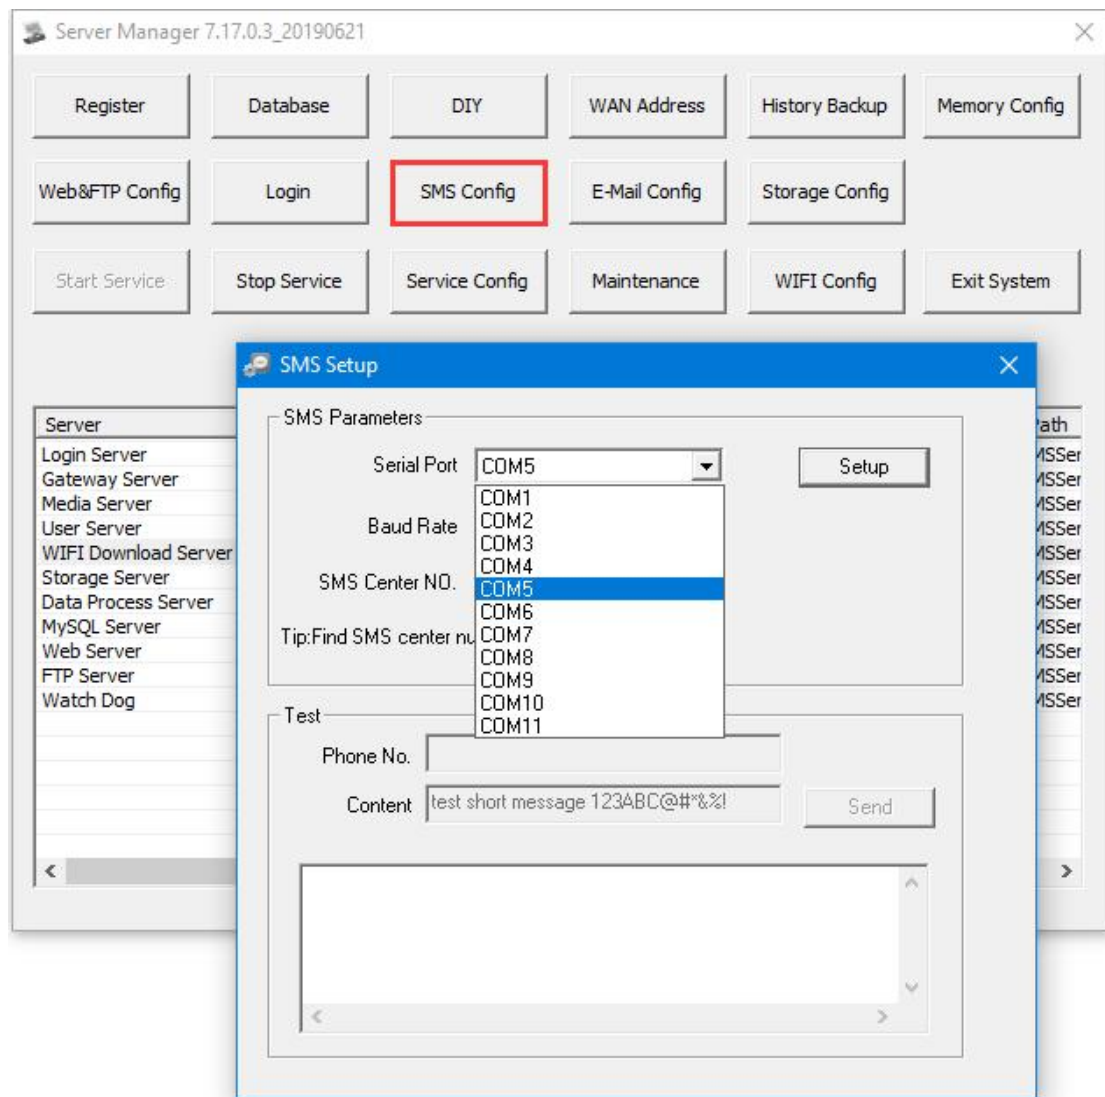 Server Manager 7.17.0.3_20190621
Register Database DIY WAN Address History Backup Memory Config
Web&FTP Config Login SMS Config E-Mail Config Storage Config
Start Service Stop Service Service Config Maintenance WIFI Config Exit System
Server
Login Server
Gateway Server
Media Server
User Server
WIFI Download Server
Storage Server
Data Process Server
MySQL Server
Web Server
FTP Server
Watch Dog
SMS Setup
SMS Parameters
Serial Port COM5 Setup
COM1
COM2
COM3
COM4
COM5
COM6
COM7
COM8
COM9
COM10
COM11
Baud Rate
SMS Center NO.
Tip:Find SMS center nu
Test
Phone No.
Content test short message 123ABC@#*&%! Send